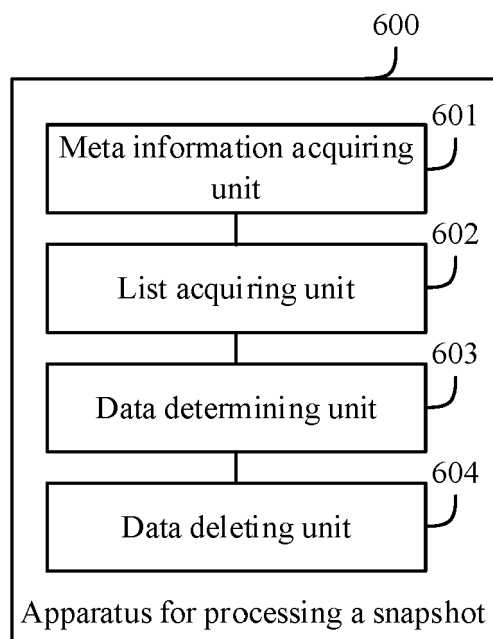 600
601
Meta information acquiring
unit
602
List acquiring unit
603
Data determining unit
604
Data deleting unit
Apparatus for processing a snapshot